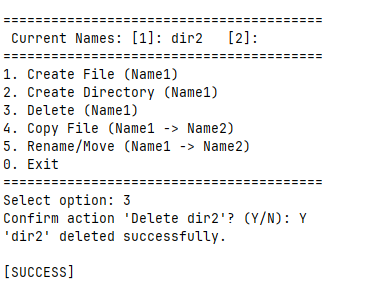 ========================================
Current Names: [1]: dir2   [2]:
========================================
1. Create File (Name1)
2. Create Directory (Name1)
3. Delete (Name1)
4. Copy File (Name1 -> Name2)
5. Rename/Move (Name1 -> Name2)
0. Exit
========================================
Select option: 3
Confirm action 'Delete dir2'? (Y/N): Y
'dir2' deleted successfully.
[SUCCESS]